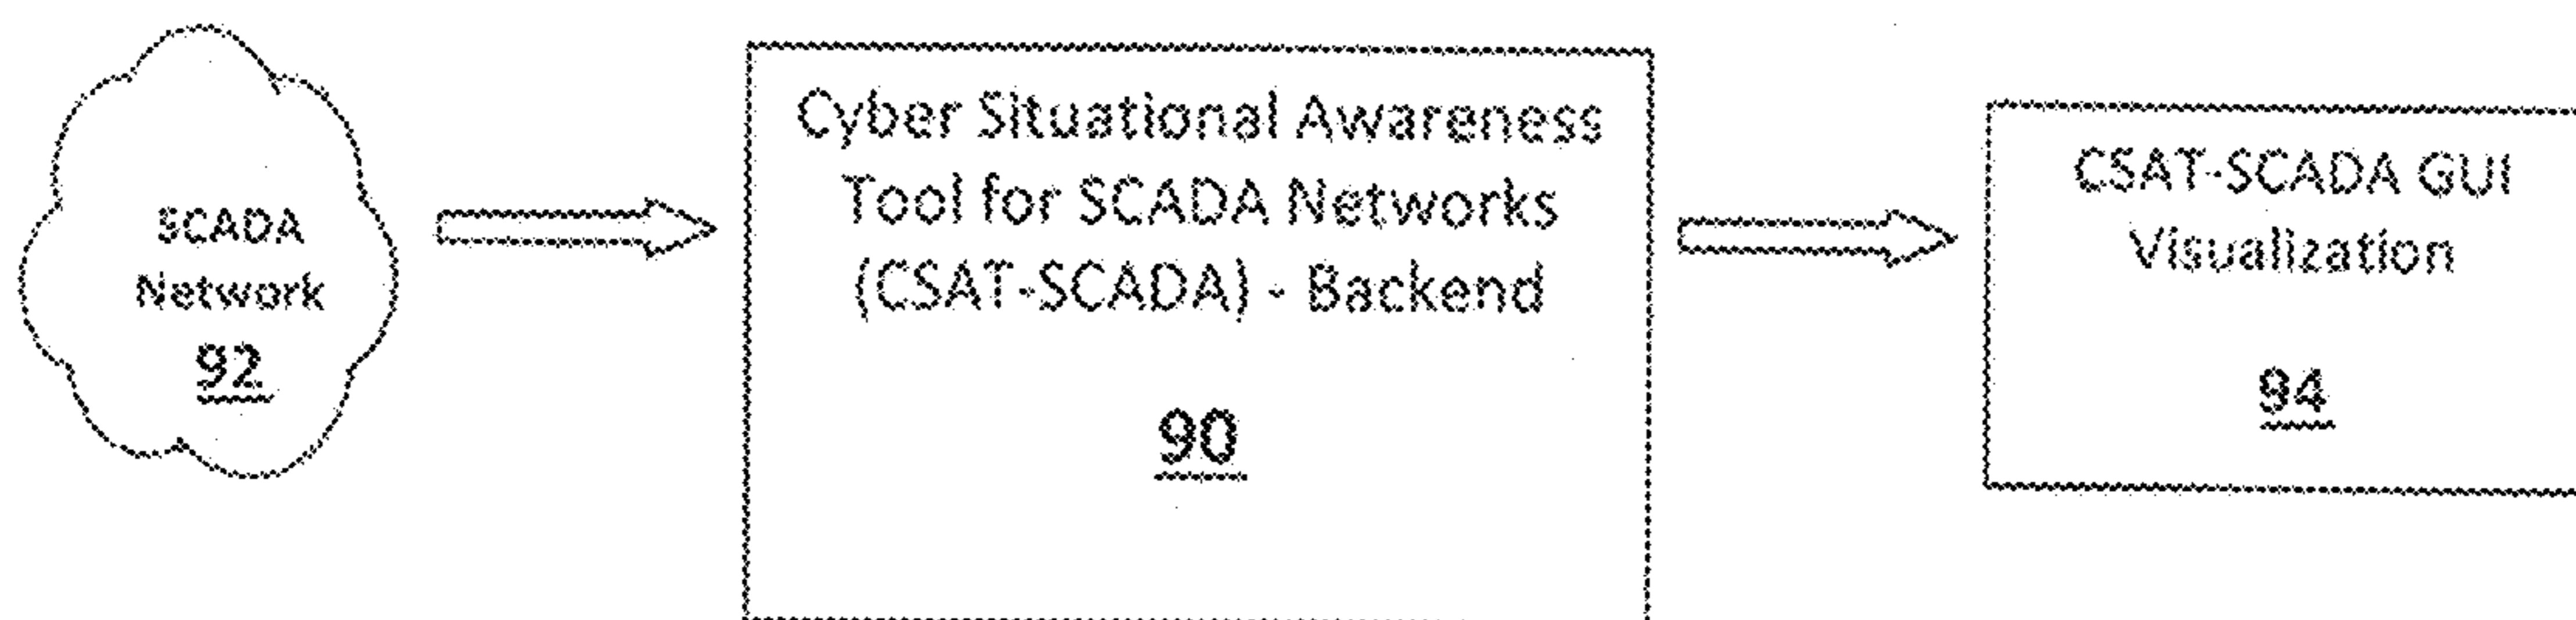 SCADA
Network
92
Cyber Situational Awareness
Tool for SCADA Networks
(CSAT-SCADA) - Backend
90
CSAT-SCADA GUI
Visualization
94